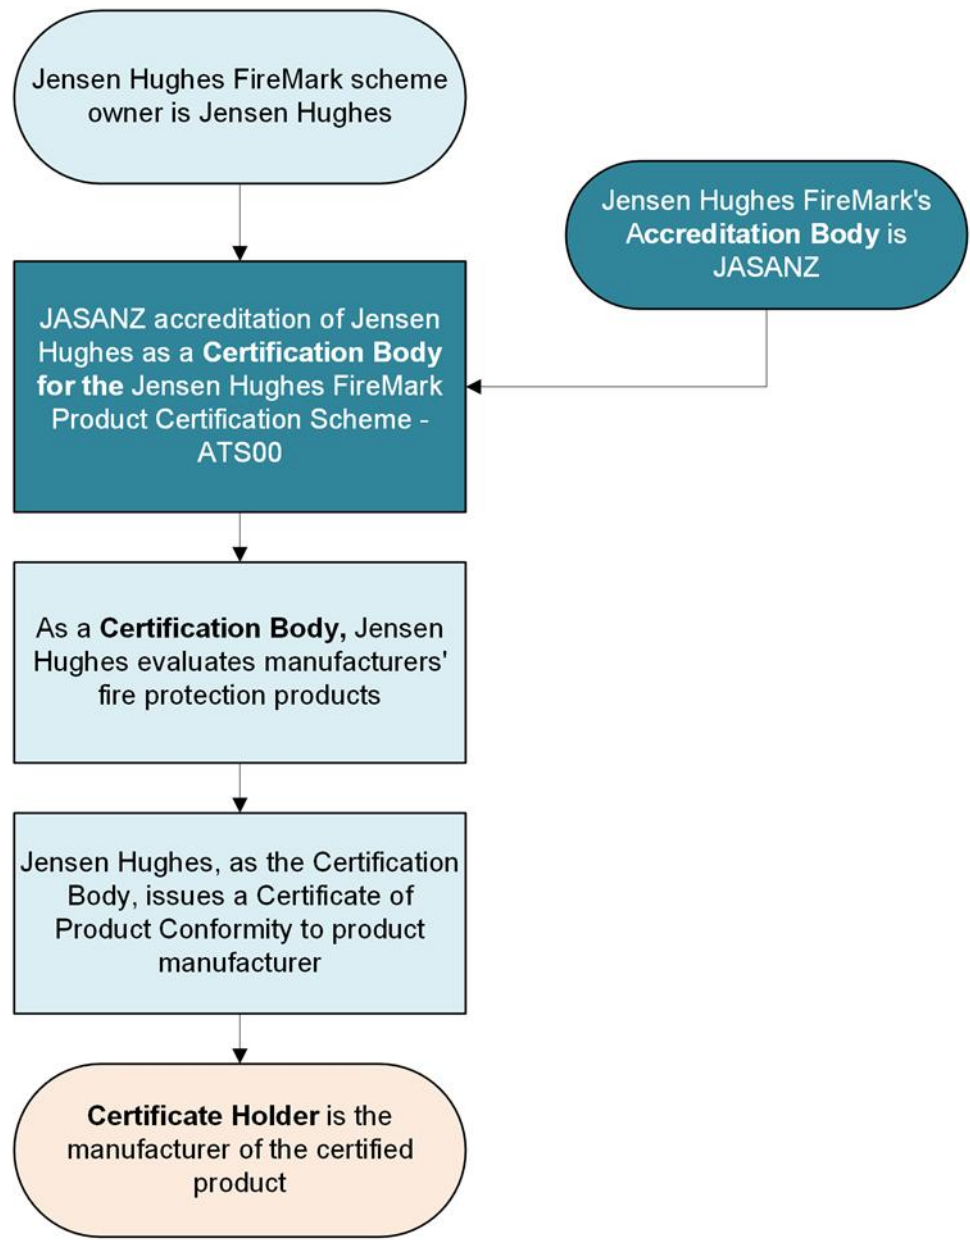 Jensen Hughes FireMark scheme
owner is Jensen Hughes
Jensen Hughes FireMark's
Accreditation Body is
JASANZ
JASANZ accreditation of Jensen
Hughes as a Certification Body
for the Jensen Hughes FireMark
Product Certification Scheme -
ATS00
As a Certification Body, Jensen
Hughes evaluates manufacturers'
fire protection products
Jensen Hughes, as the Certification
Body, issues a Certificate of
Product Conformity to product
manufacturer
Certificate Holder is the
manufacturer of the certified
product